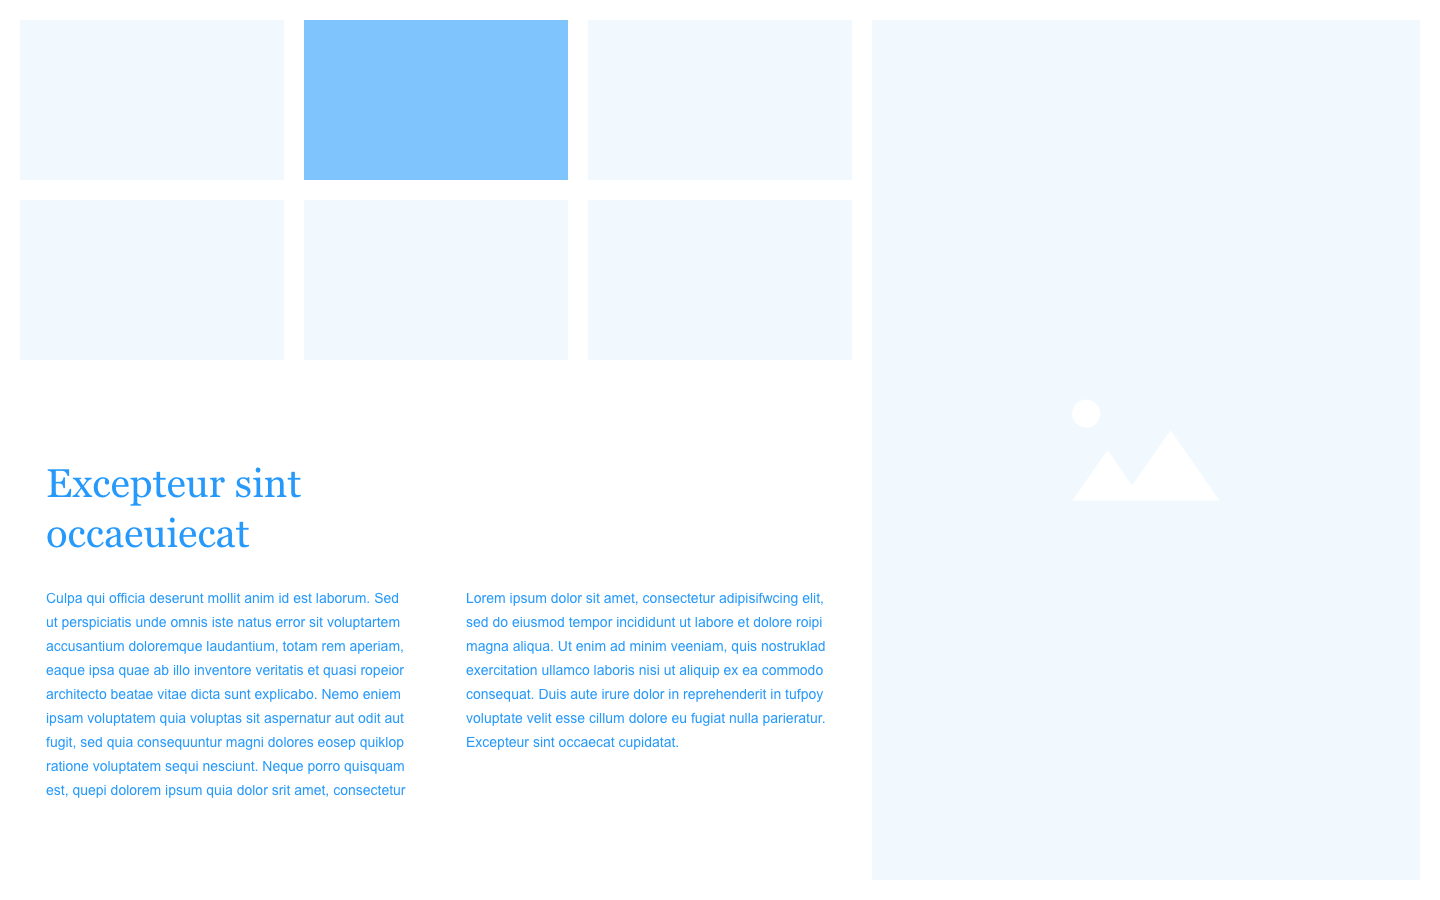 Excepteur sint
occaeuiecat
Culpa qui officia deserunt mollit anim id est laborum. Sed
ut perspiciatis unde omnis iste natus error sit voluptartem
accusantium doloremque laudantium, totam rem aperiam,
eaque ipsa quae ab illo inventore veritatis et quasi ropeior
architecto beatae vitae dicta sunt explicabo. Nemo eniem
ipsam voluptatem quia voluptas sit aspernatur aut odit aut
fugit, sed quia consequuntur magni dolores eosep quiklop
ratione voluptatem sequi nesciunt. Neque porro quisquam
est, quepi dolorem ipsum quia dolor srit amet, consectetur
Lorem ipsum dolor sit amet, consectetur adipisifwcing elit,
sed do eiusmod tempor incididunt ut labore et dolore roipi
magna aliqua. Ut enim ad minim veeniam, quis nostruklad
exercitation ullamco laboris nisi ut aliquip ex ea commodo
consequat. Duis aute irure dolor in reprehenderit in tufpoy
voluptate velit esse cillum dolore eu fugiat nulla parieratur.
Excepteur sint occaecat cupidatat.